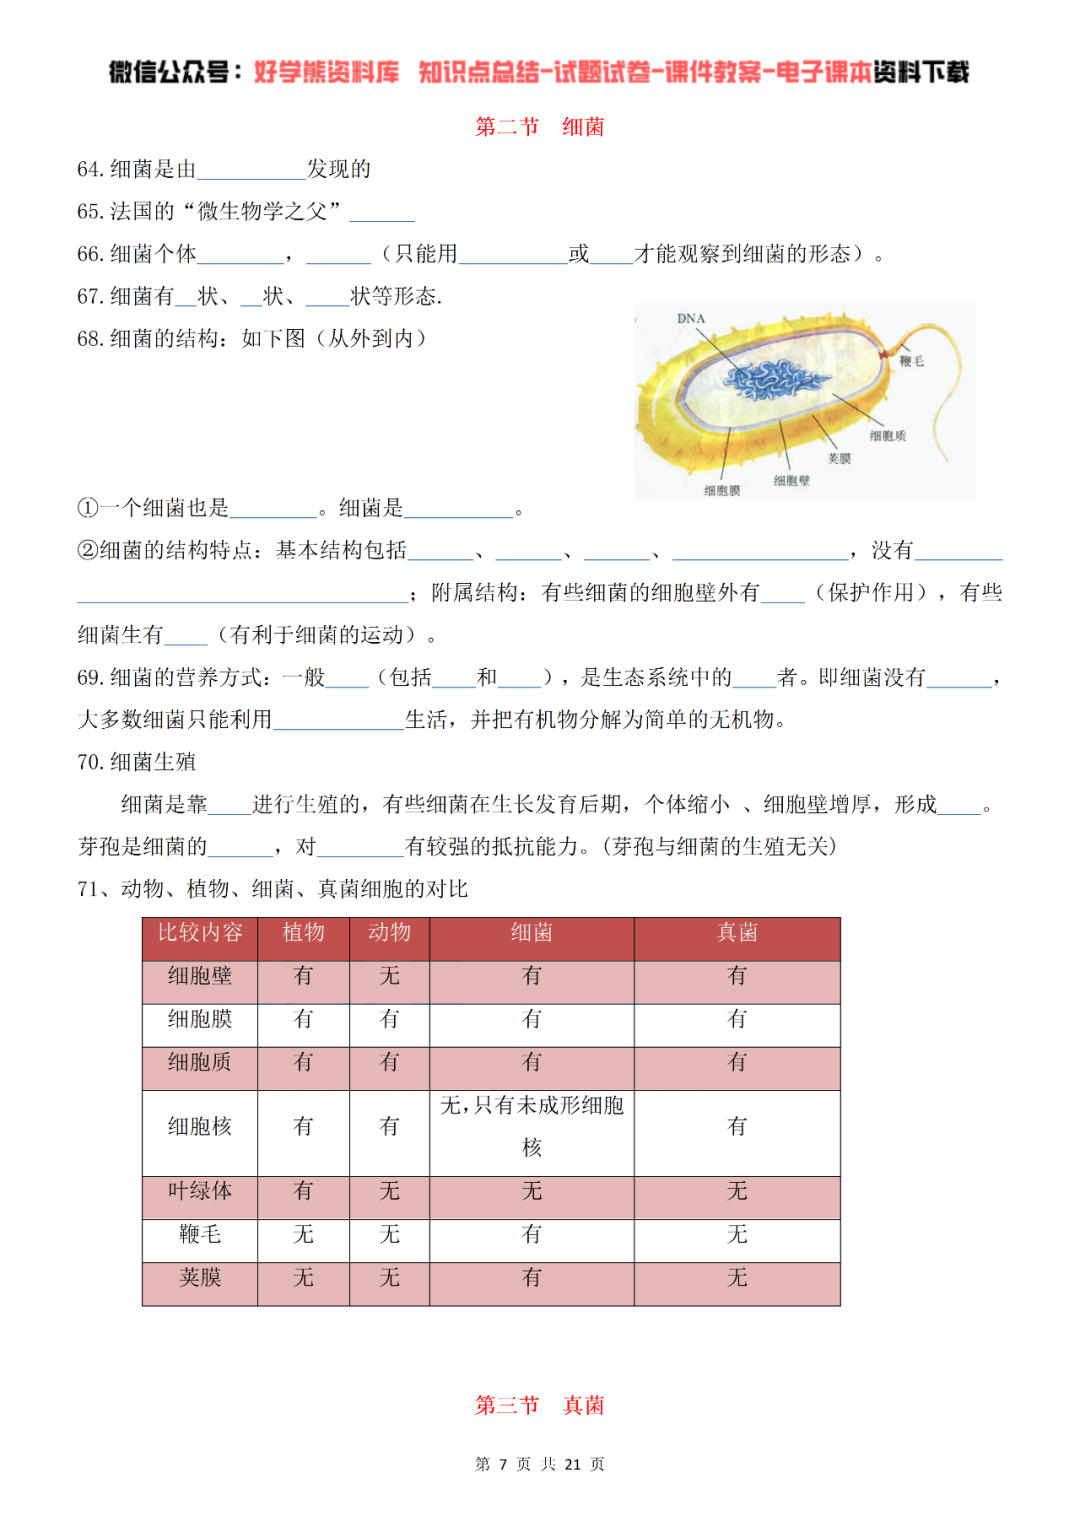 微信公众号：好学熊资料库 知识点总结-试题试卷-课件教案-电子课本资料下载
第二节 细菌
64.细菌是由__________发现的
65.法国的“微生物学之父”______
66.细菌个体________，______（只能用__________或____才能观察到细菌的形态）。
67.细菌有__状、__状、____状等形态.
68.细菌的结构：如下图（从外到内）
DNA
鞭毛
细胞质
荚膜
细胞壁
细胞膜
①一个细菌也是________。细菌是__________。
②细菌的结构特点：基本结构包括______、______、______、________________，没有________
______________________________；附属结构：有些细菌的细胞壁外有____（保护作用），有些
细菌生有____（有利于细菌的运动）。
69.细菌的营养方式：一般____（包括____和____），是生态系统中的____者。即细菌没有______，
大多数细菌只能利用____________生活，并把有机物分解为简单的无机物。
70.细菌生殖
细菌是靠____进行生殖的，有些细菌在生长发育后期，个体缩小 、细胞壁增厚，形成____。
芽孢是细菌的______，对________有较强的抵抗能力。(芽孢与细菌的生殖无关)
71、动物、植物、细菌、真菌细胞的对比
比较内容 植物 动物 细菌 真菌
细胞壁 有 无 有 有
细胞膜 有 有 有 有
细胞质 有 有 有 有
细胞核 有 有 无,只有未成形细胞核 有
叶绿体 有 无 无 无
鞭毛 无 无 有 无
荚膜 无 无 有 无
第三节 真菌
第 7 页 共 21 页